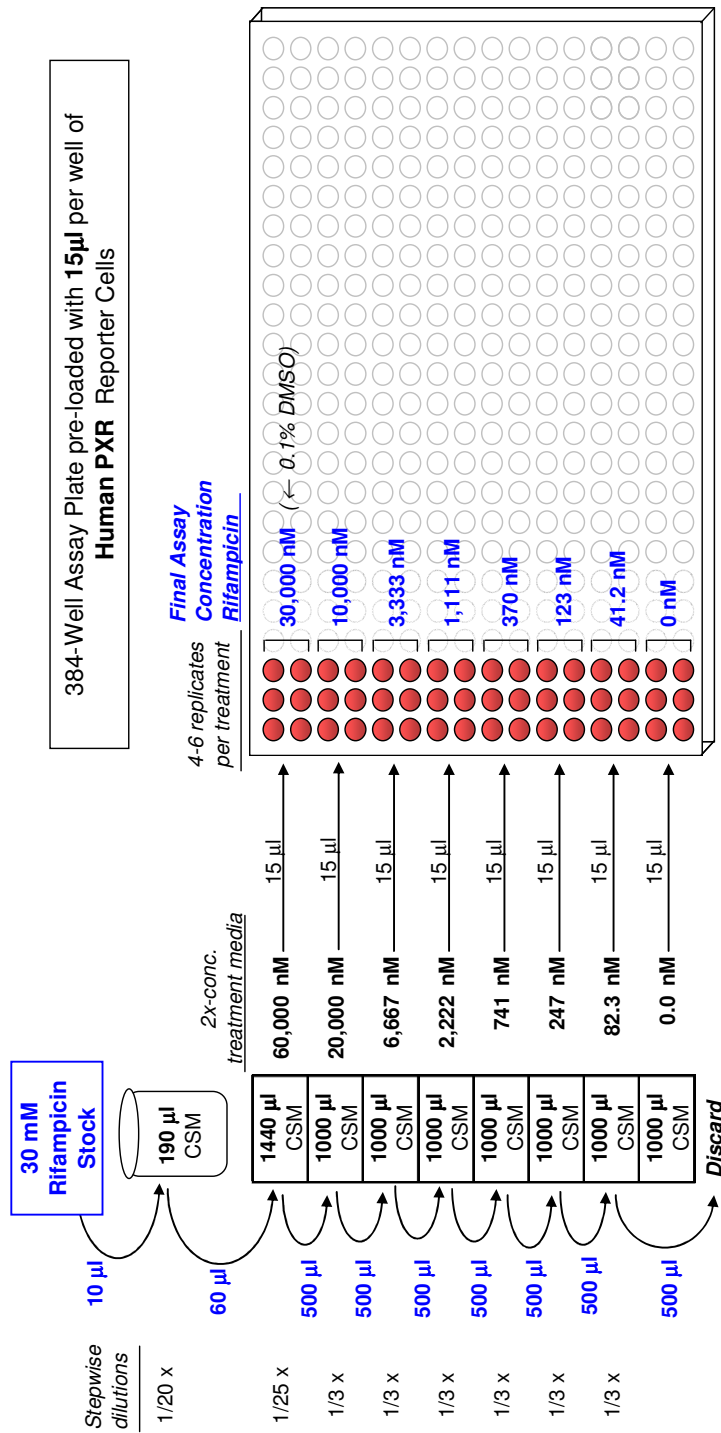 384-Well Assay Plate pre-loaded with 15µl per well of
Human PXR Reporter Cells
Stepwise
dilutions
1/20 x
1/25 x
1/3 x
1/3 x
1/3 x
1/3 x
1/3 x
1/3 x
10 µl
60 µl
500 µl
500 µl
500 µl
500 µl
500 µl
500 µl
500 µl
30 mM
Rifampicin
Stock
190 µl
CSM
1440 µl
CSM
1000 µl
CSM
1000 µl
CSM
1000 µl
CSM
1000 µl
CSM
1000 µl
CSM
1000 µl
CSM
1000 µl
CSM
Discard
2x-conc.
treatment media
60,000 nM
20,000 nM
6,667 nM
2,222 nM
741 nM
247 nM
82.3 nM
0.0 nM
15 µl
15 µl
15 µl
15 µl
15 µl
15 µl
15 µl
15 µl
4-6 replicates
per treatment
Final Assay
Concentration
Rifampicin
30,000 nM (← 0.1% DMSO)
10,000 nM
3,333 nM
1,111 nM
370 nM
123 nM
41.2 nM
0 nM